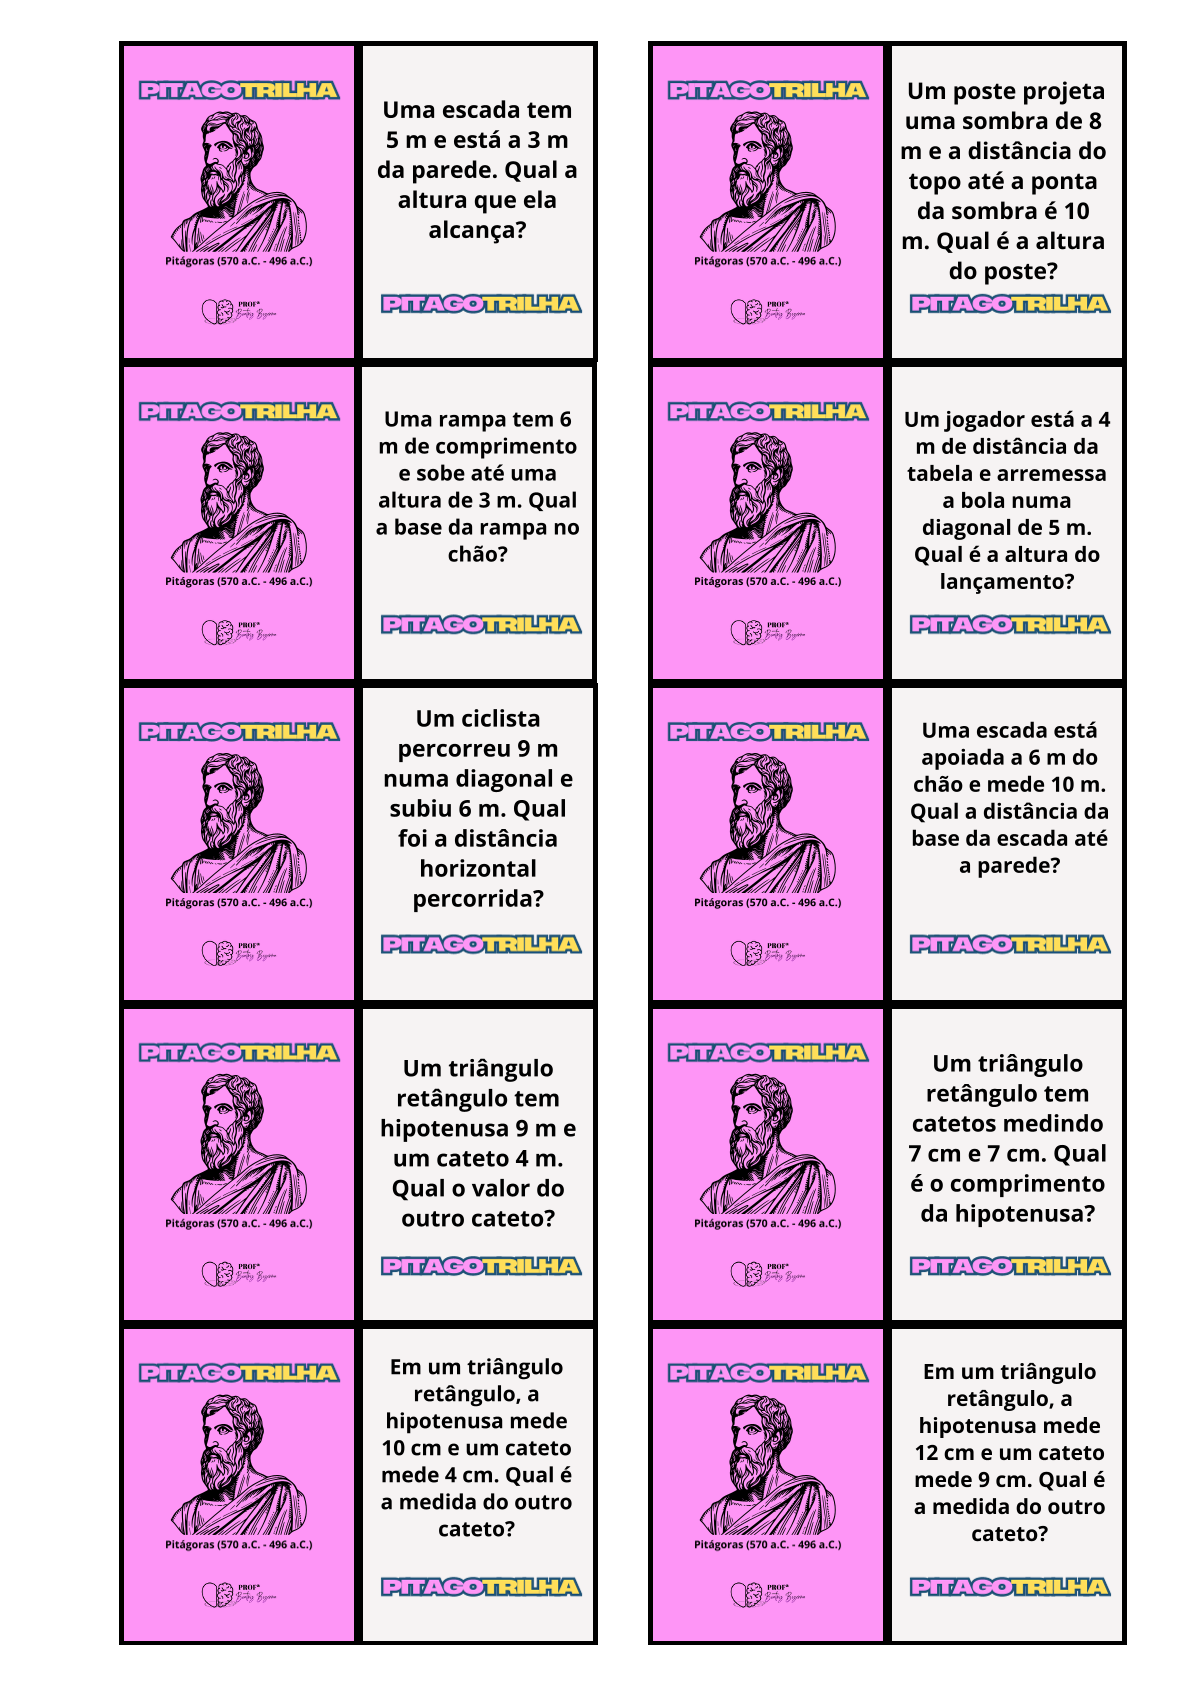 PITAGOTRILHA
Pitágoras (570 a.C. - 496 a.C.)
PROFª
Uma escada tem
5 m e está a 3 m
da parede. Qual a
altura que ela
alcança?
PITAGOTRILHA
PITAGOTRILHA
Pitágoras (570 a.C. - 496 a.C.)
PROFª
Um poste projeta
uma sombra de 8
m e a distância do
topo até a ponta
da sombra é 10
m. Qual é a altura
do poste?
PITAGOTRILHA
PITAGOTRILHA
Pitágoras (570 a.C. - 496 a.C.)
PROFª
Uma rampa tem 6
m de comprimento
e sobe até uma
altura de 3 m. Qual
a base da rampa no
chão?
PITAGOTRILHA
PITAGOTRILHA
Pitágoras (570 a.C. - 496 a.C.)
PROFª
Um jogador está a 4
m de distância da
tabela e arremessa
a bola numa
diagonal de 5 m.
Qual é a altura do
lançamento?
PITAGOTRILHA
PITAGOTRILHA
Pitágoras (570 a.C. - 496 a.C.)
PROFª
Um ciclista
percorreu 9 m
numa diagonal e
subiu 6 m. Qual
foi a distância
horizontal
percorrida?
PITAGOTRILHA
PITAGOTRILHA
Pitágoras (570 a.C. - 496 a.C.)
PROFª
Uma escada está
apoiada a 6 m do
chão e mede 10 m.
Qual a distância da
base da escada até
a parede?
PITAGOTRILHA
PITAGOTRILHA
Pitágoras (570 a.C. - 496 a.C.)
PROFª
Um triângulo
retângulo tem
hipotenusa 9 m e
um cateto 4 m.
Qual o valor do
outro cateto?
PITAGOTRILHA
PITAGOTRILHA
Pitágoras (570 a.C. - 496 a.C.)
PROFª
Um triângulo
retângulo tem
catetos medindo
7 cm e 7 cm. Qual
é o comprimento
da hipotenusa?
PITAGOTRILHA
PITAGOTRILHA
Pitágoras (570 a.C. - 496 a.C.)
PROFª
Em um triângulo
retângulo, a
hipotenusa mede
10 cm e um cateto
mede 4 cm. Qual é
a medida do outro
cateto?
PITAGOTRILHA
PITAGOTRILHA
Pitágoras (570 a.C. - 496 a.C.)
PROFª
Em um triângulo
retângulo, a
hipotenusa mede
12 cm e um cateto
mede 9 cm. Qual é
a medida do outro
cateto?
PITAGOTRILHA